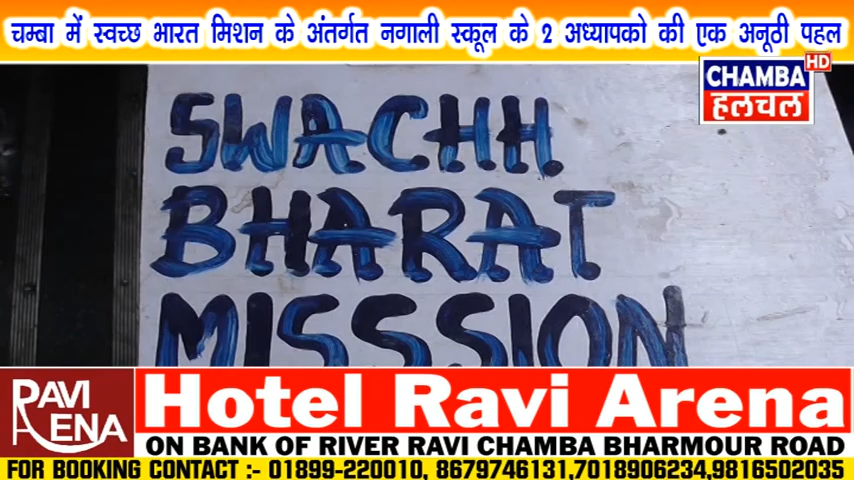 चम्बा में स्वच्छ भारत मिशन के अंतर्गत नगाली स्कूल के 2 अध्यापको की एक अनूठी पहल
HD
CHAMBA
हलचल
SWACHH
BHARAT
MISSSION
RAVI
ARENA
Hotel Ravi Arena
ON BANK OF RIVER RAVI CHAMBA BHARMOUR ROAD
FOR BOOKING CONTACT :- 01899-220010, 8679746131,7018906234,9816502035